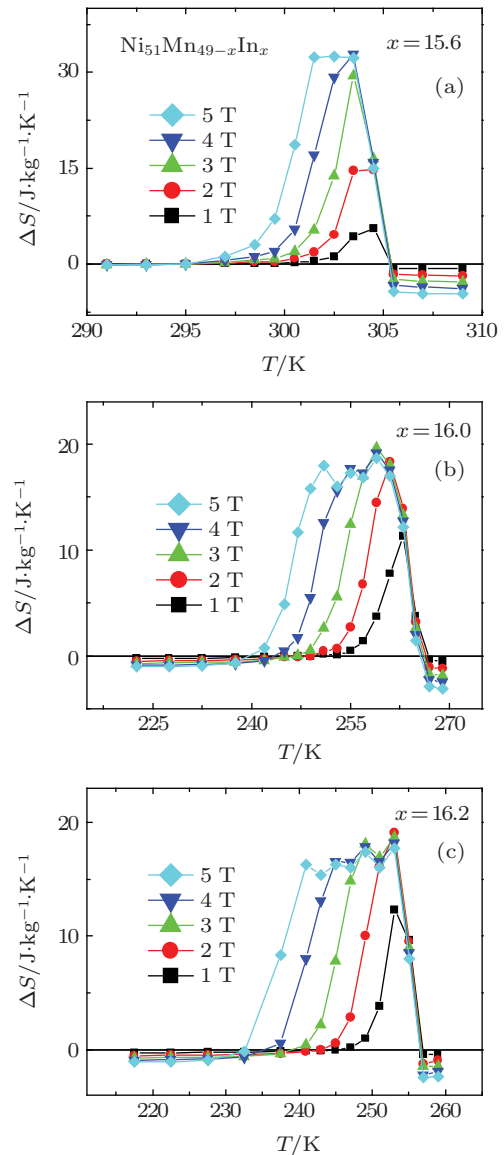 Ni₅₁Mn₄₉₋ₓInₓ
x = 15.6
(a)
5 T
4 T
3 T
2 T
1 T
ΔS/J·kg⁻¹·K⁻¹
30
15
0
290 295 300 305 310
T/K
x = 16.0
(b)
5 T
4 T
3 T
2 T
1 T
ΔS/J·kg⁻¹·K⁻¹
20
10
0
225 240 255 270
T/K
x = 16.2
(c)
5 T
4 T
3 T
2 T
1 T
ΔS/J·kg⁻¹·K⁻¹
20
10
0
220 230 240 250 260
T/K